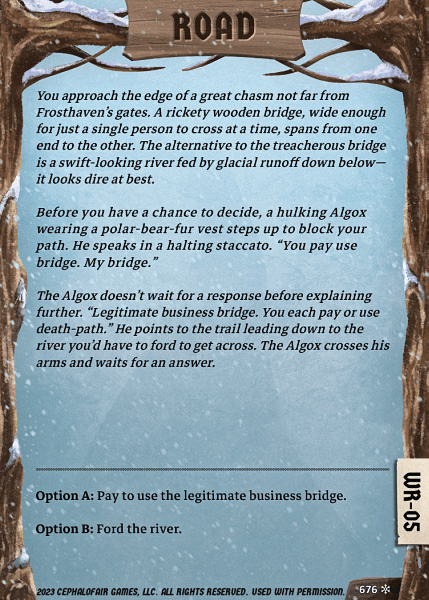 ROAD
You approach the edge of a great chasm not far from
Frosthaven's gates. A rickety wooden bridge, wide enough
for just a single person to cross at a time, spans from one
end to the other. The alternative to the treacherous bridge
is a swift-looking river fed by glacial runoff down below—
it looks dire at best.
Before you have a chance to decide, a hulking Algox
wearing a polar-bear-fur vest steps up to block your
path. He speaks in a halting staccato. “You pay use
bridge. My bridge.”
The Algox doesn't wait for a response before explaining
further. “Legitimate business bridge. You each pay or use
death-path.” He points to the trail leading down to the
river you'd have to ford to get across. The Algox crosses his
arms and waits for an answer.
Option A: Pay to use the legitimate business bridge.
Option B: Ford the river.
WR-05
2023 CEPHALOFAIR GAMES, LLC. ALL RIGHTS RESERVED. USED WITH PERMISSION.
676